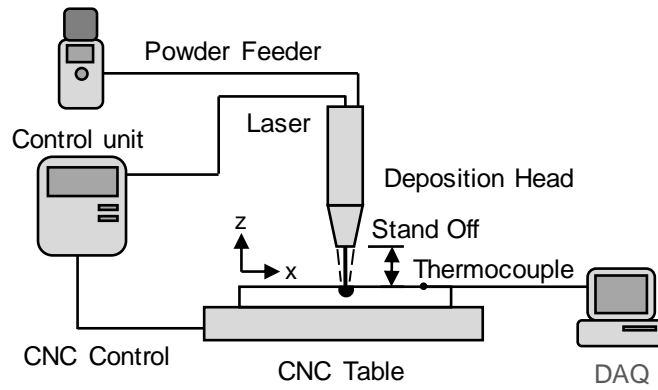 Powder Feeder
Laser
Control unit
Deposition Head
Stand Off
z
x
Thermocouple
CNC Control
CNC Table
DAQ